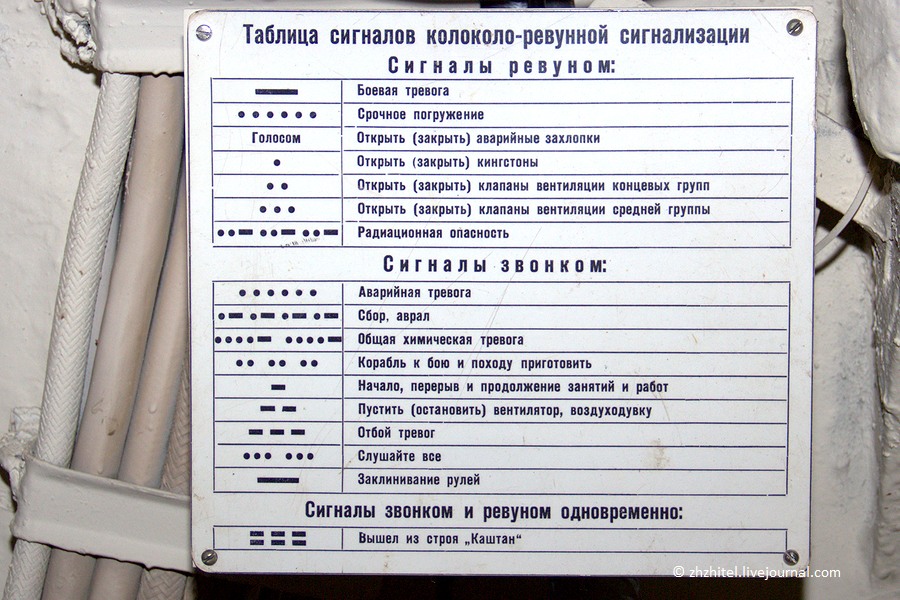 Таблица сигналов колоколо-ревунной сигнализации
Сигналы ревуном:
Боевая тревога
Срочное погружение
Голосом Открыть (закрыть) аварийные захлопки
Открыть (закрыть) кингстоны
Открыть (закрыть) клапаны вентиляции концевых групп
Открыть (закрыть) клапаны вентиляции средней группы
Радиационная опасность
Сигналы звонком:
Аварийная тревога
Сбор, аврал
Общая химическая тревога
Корабль к бою и походу приготовить
Начало, перерыв и продолжение занятий и работ
Пустить (остановить) вентилятор, воздуходувку
Отбой тревог
Слушайте все
Заклинивание рулей
Сигналы звонком и ревуном одновременно:
Вышел из строя „Каштан“
© zhzhitel.livejournal.com